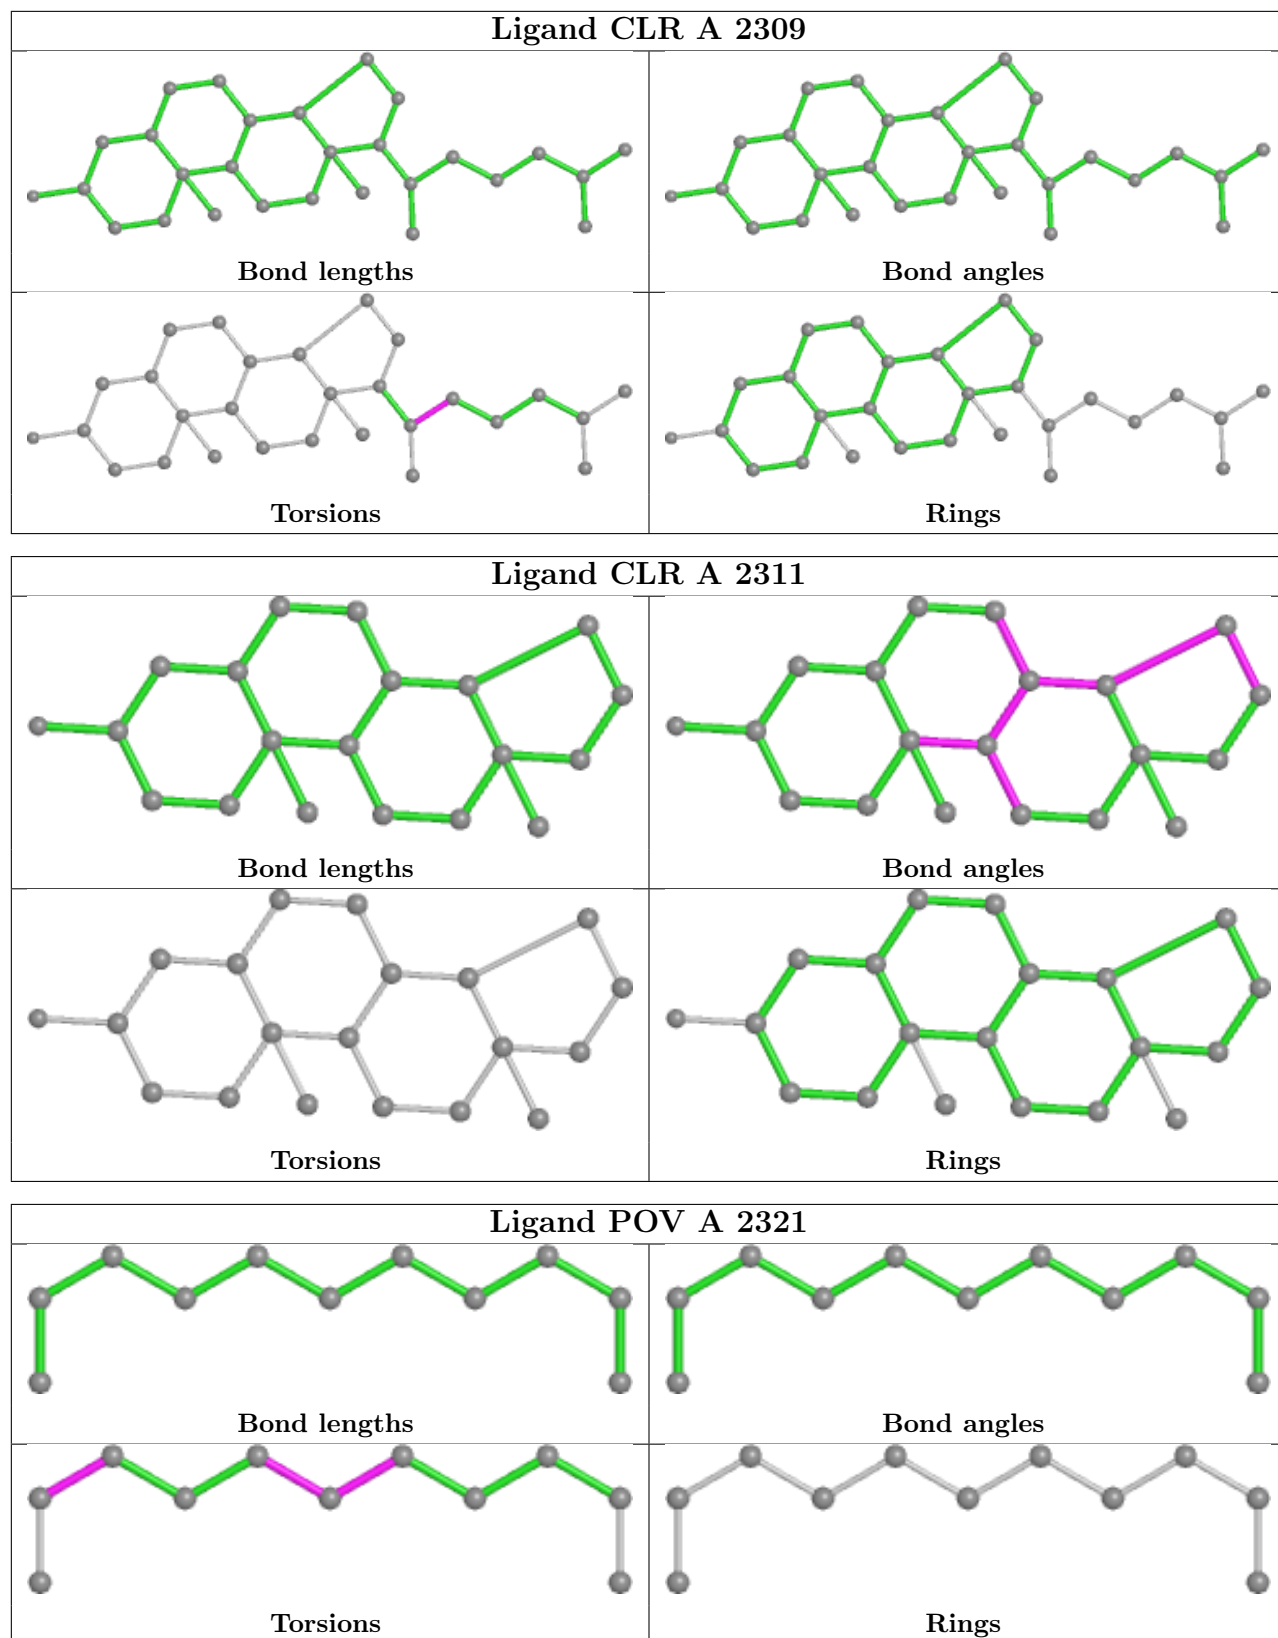 Ligand CLR A 2309
Bond lengths
Bond angles
Torsions
Rings
Ligand CLR A 2311
Bond lengths
Bond angles
Torsions
Rings
Ligand POV A 2321
Bond lengths
Bond angles
Torsions
Rings